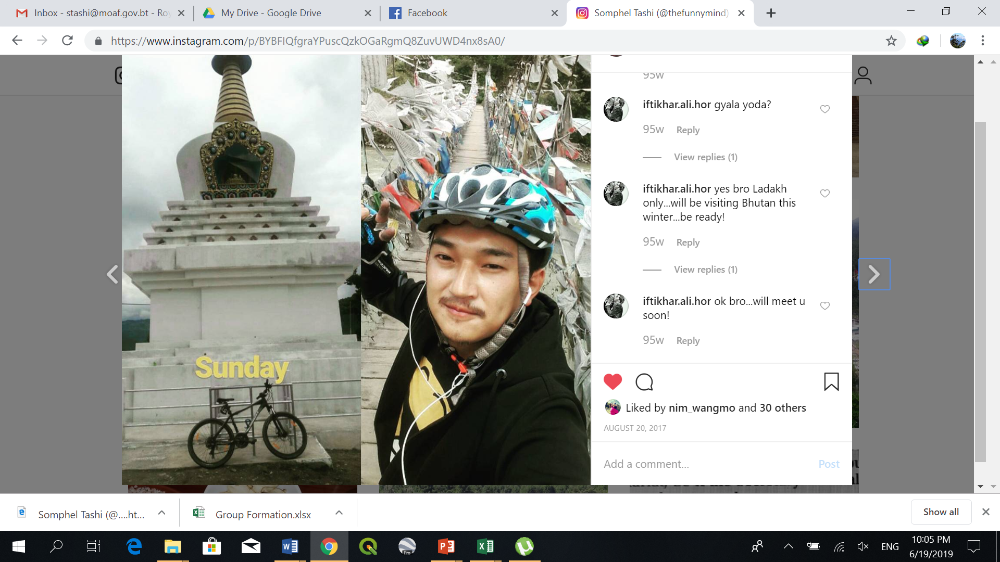 Inbox - stashi@moaf.gov.bt - Roy
My Drive - Google Drive
Facebook
Somphel Tashi (@thefunnymind)
https://www.instagram.com/p/BYBFIQfgraYPuscQzkOGaRgmQ8ZuvUWD4nx8sA0/
95w
iftikhar.ali.hor gyala yoda?
95w Reply
View replies (1)
iftikhar.ali.hor yes bro Ladakh
only...will be visiting Bhutan this
winter...be ready!
95w Reply
View replies (1)
iftikhar.ali.hor ok bro...will meet u
soon!
95w Reply
Sunday
Liked by nim_wangmo and 30 others
AUGUST 20, 2017
Add a comment...
Post
Somphel Tashi (@....ht...
Group Formation.xlsx
Show all
Pro
ENG
10:05 PM
6/19/2019